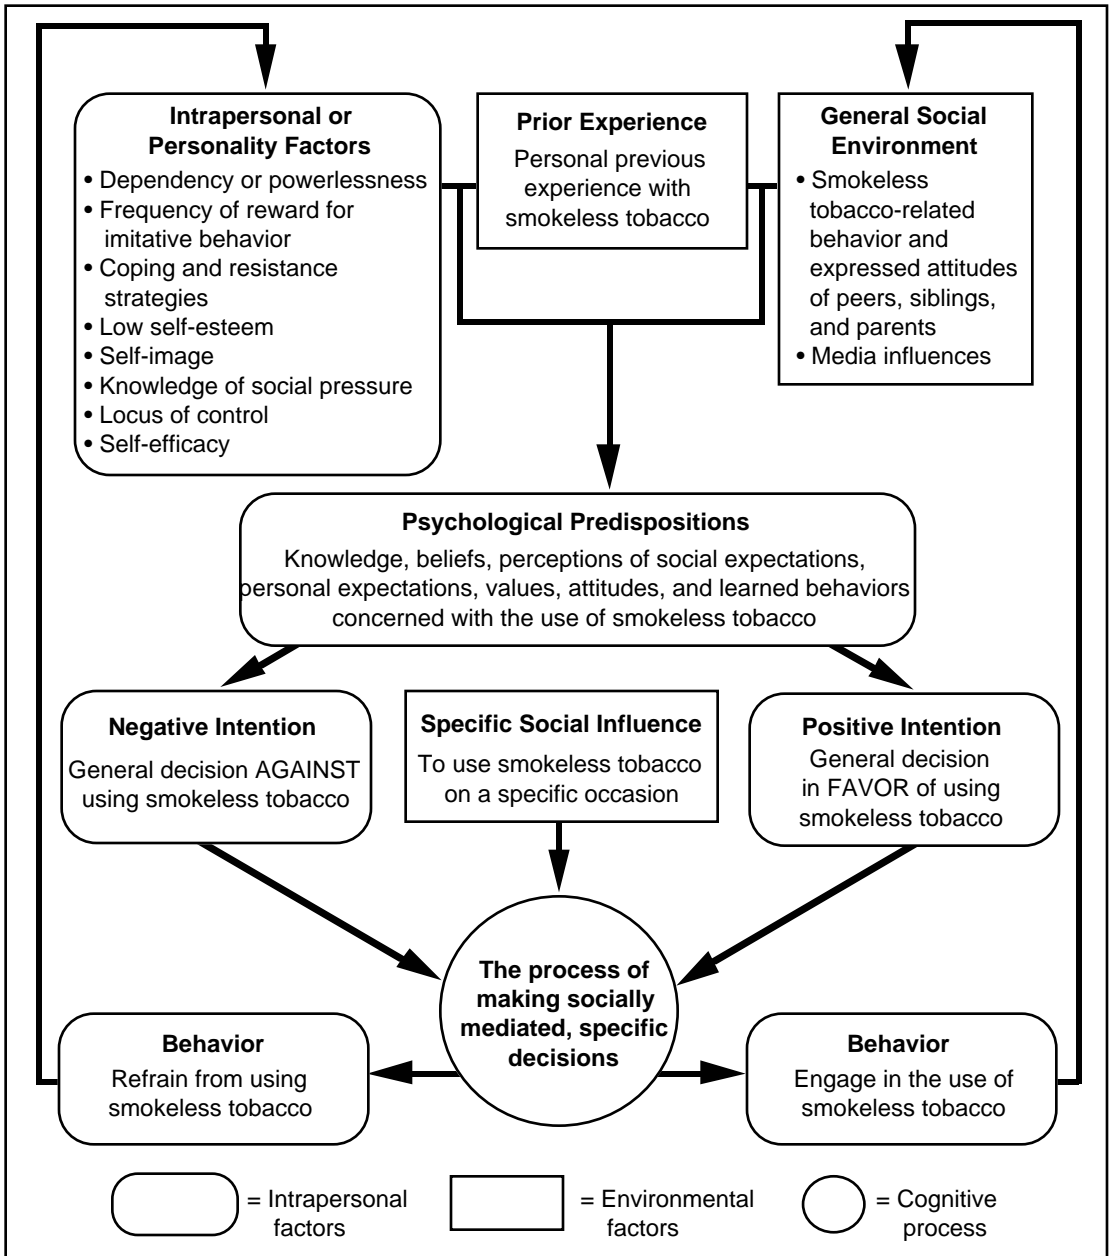 Intrapersonal or
Personality Factors
• Dependency or powerlessness
• Frequency of reward for
imitative behavior
• Coping and resistance
strategies
• Low self-esteem
• Self-image
• Knowledge of social pressure
• Locus of control
• Self-efficacy
Prior Experience
Personal previous
experience with
smokeless tobacco
General Social
Environment
• Smokeless
tobacco-related
behavior and
expressed attitudes
of peers, siblings,
and parents
• Media influences
Psychological Predispositions
Knowledge, beliefs, perceptions of social expectations,
personal expectations, values, attitudes, and learned behaviors
concerned with the use of smokeless tobacco
Negative Intention
General decision AGAINST
using smokeless tobacco
Specific Social Influence
To use smokeless tobacco
on a specific occasion
Positive Intention
General decision
in FAVOR of using
smokeless tobacco
The process of
making socially
mediated, specific
decisions
Behavior
Refrain from using
smokeless tobacco
Behavior
Engage in the use of
smokeless tobacco
= Intrapersonal
factors
= Environmental
factors
= Cognitive
process